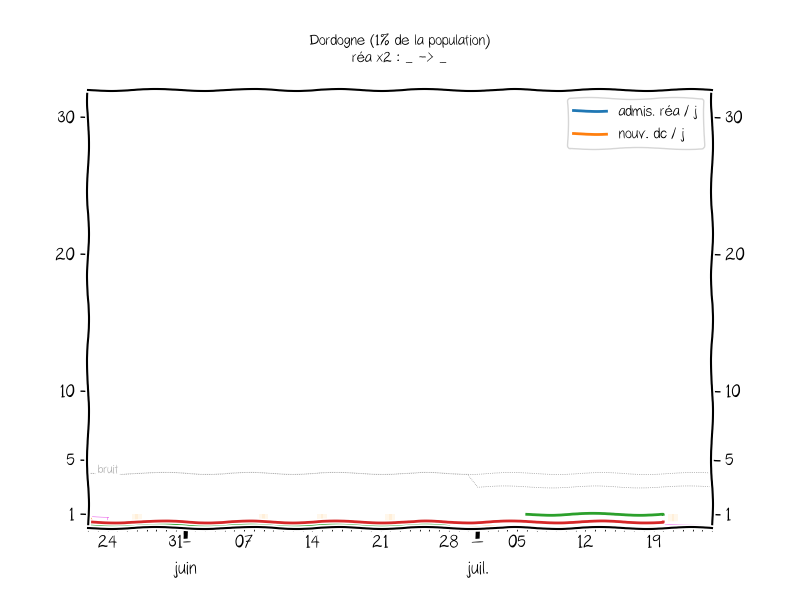 Dordogne (1% de la population)
réa x2 : _ -> _
admis. réa / j
nouv. dc / j
30 30
20 20
10 10
5 5
bruit
1 1
24 31 07 14 21 28 05 12 19
juin juil.